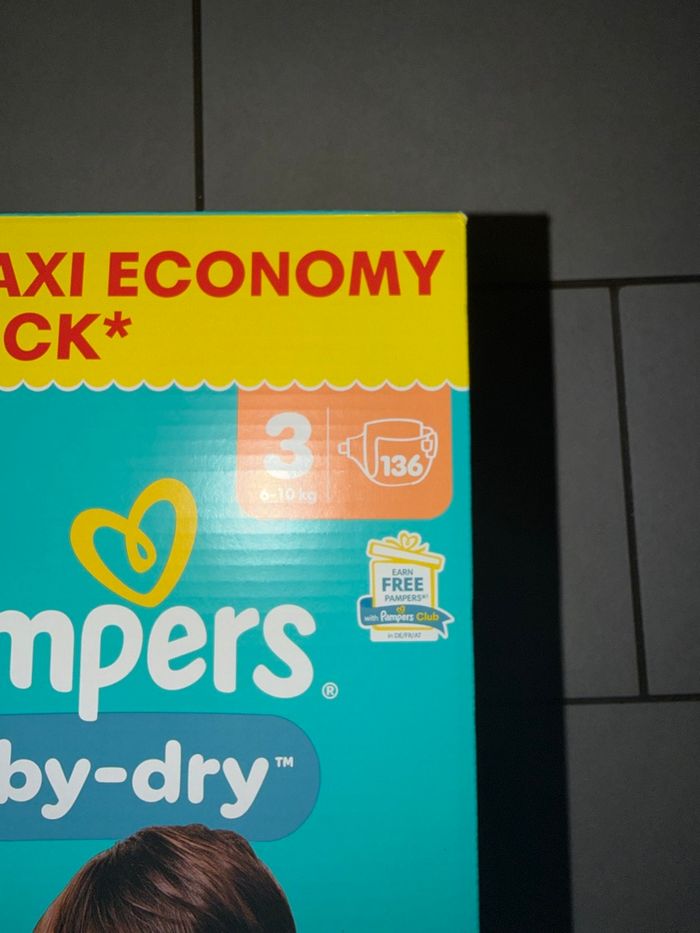 AXI ECONOMY
CK*
3
136
6-10 kg
EARN
FREE
PAMPERS*¹
with Pampers Club
in DE/FR/AT
mpers®
by-dry™